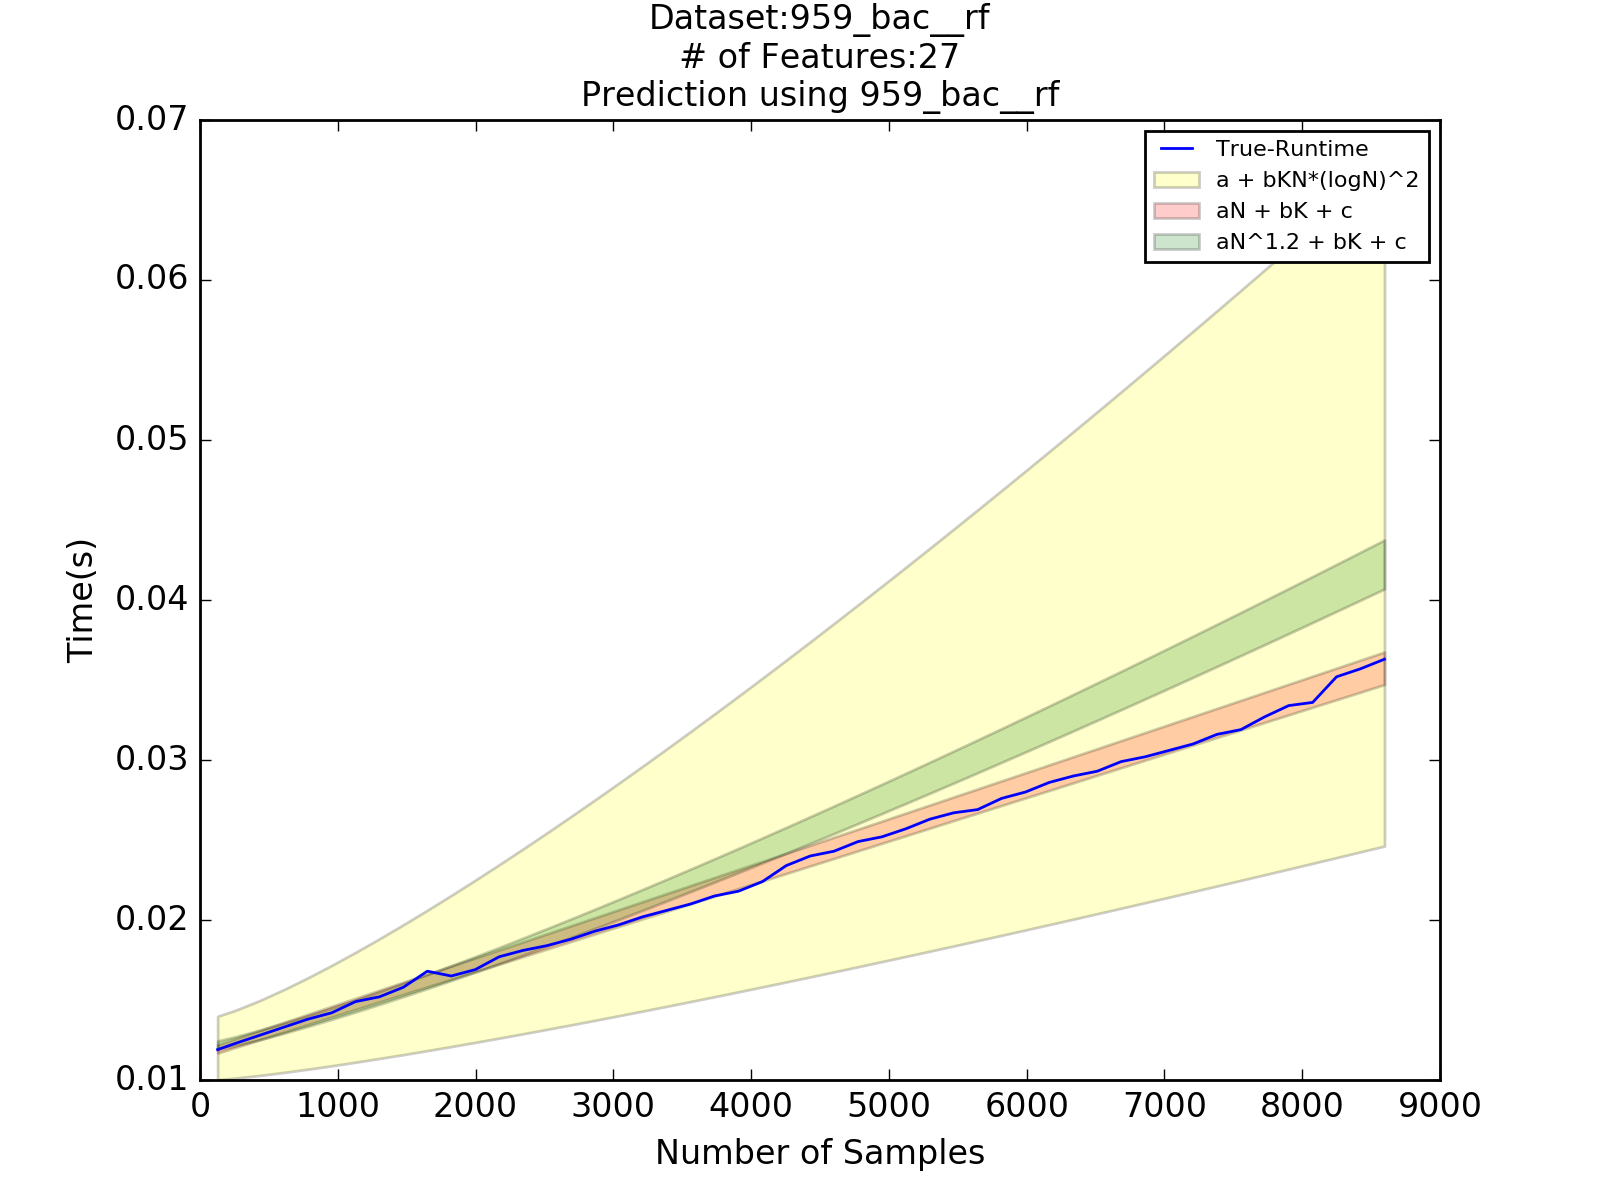 Dataset:959_bac__rf
# of Features:27
Prediction using 959_bac__rf
0.07
0.06
0.05
0.04
0.03
0.02
0.01
Time(s)
True-Runtime
a + bKN*(logN)^2
aN + bK + c
aN^1.2 + bK + c
0 1000 2000 3000 4000 5000 6000 7000 8000 9000
Number of Samples